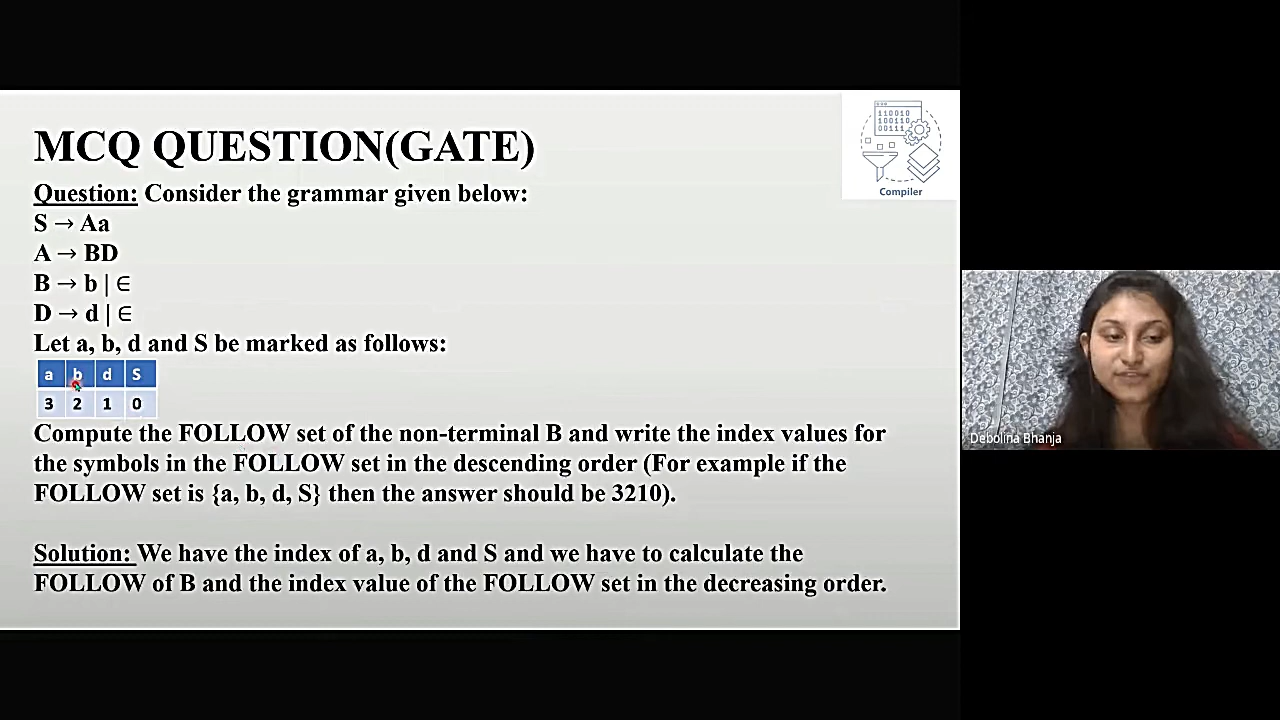 MCQ QUESTION(GATE)
110010
100110
00111
Compiler
Question: Consider the grammar given below:
S → Aa
A → BD
B → b | ∈
D → d | ∈
Let a, b, d and S be marked as follows:
a b d S
3 2 1 0
Compute the FOLLOW set of the non-terminal B and write the index values for
the symbols in the FOLLOW set in the descending order (For example if the
FOLLOW set is {a, b, d, S} then the answer should be 3210).
Solution: We have the index of a, b, d and S and we have to calculate the
FOLLOW of B and the index value of the FOLLOW set in the decreasing order.
Debolina Bhanja